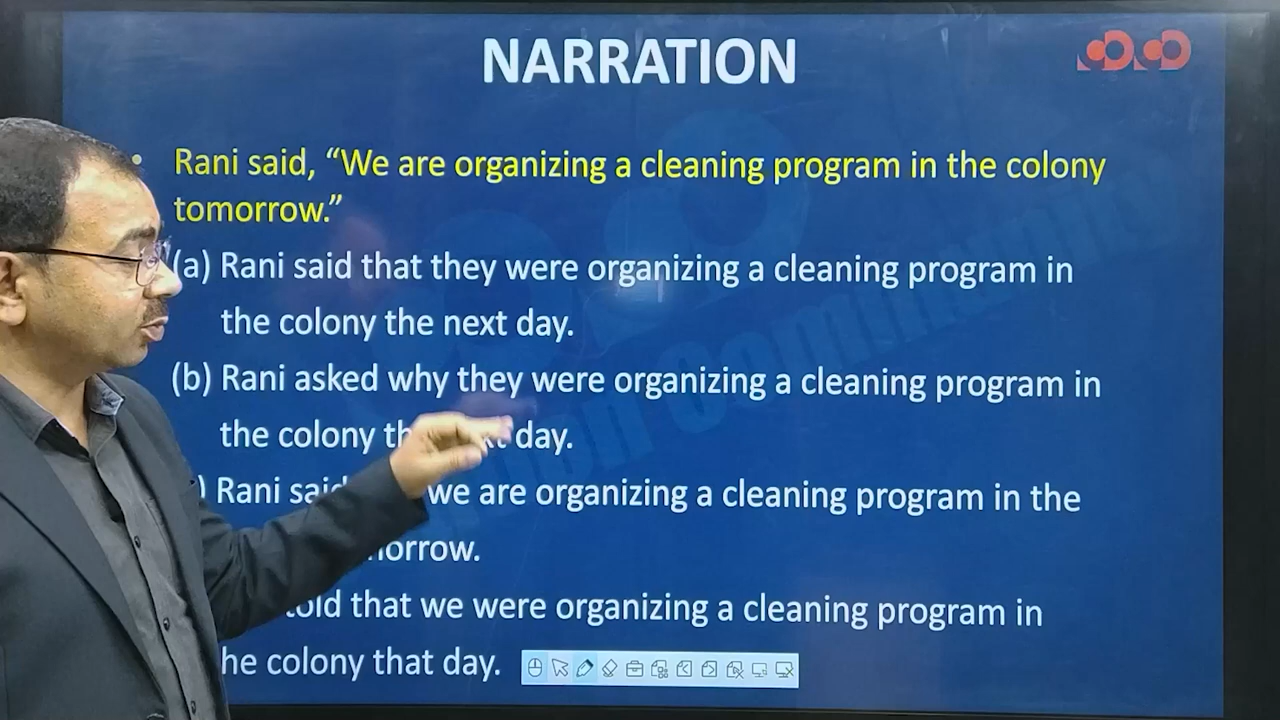 NARRATION
• Rani said, “We are organizing a cleaning program in the colony
tomorrow.”
(a) Rani said that they were organizing a cleaning program in
the colony the next day.
(b) Rani asked why they were organizing a cleaning program in
the colony day.
) Rani said we are organizing a cleaning program in the
told that we were organizing a cleaning program in
colony that day.